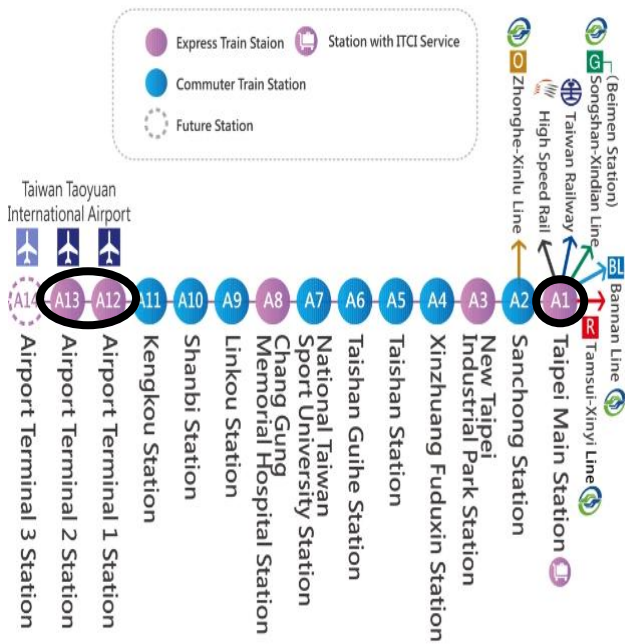 Express Train Staion
Station with ITCI Service
Commuter Train Station
Future Station
Taiwan Taoyuan
International Airport
O
Zhonghe-Xinlu Line
High Speed Rail
Taiwan Railway
G
Songshan-Xindian Line
(Beimen Station)
BL
Bannan Line
R
Tamsui-Xinyi Line
A14
A13
A12
A11
A10
A9
A8
A7
A6
A5
A4
A3
A2
A1
Airport Terminal 3 Station
Airport Terminal 2 Station
Airport Terminal 1 Station
Kengkou Station
Shanbi Station
Linkou Station
Chang Gung
Memorial Hospital Station
National Taiwan
Sport University Station
Taishan Guihe Station
Taishan Station
Xinzhuang Fuduxin Station
New Taipei
Industrial Park Station
Sanchong Station
Taipei Main Station